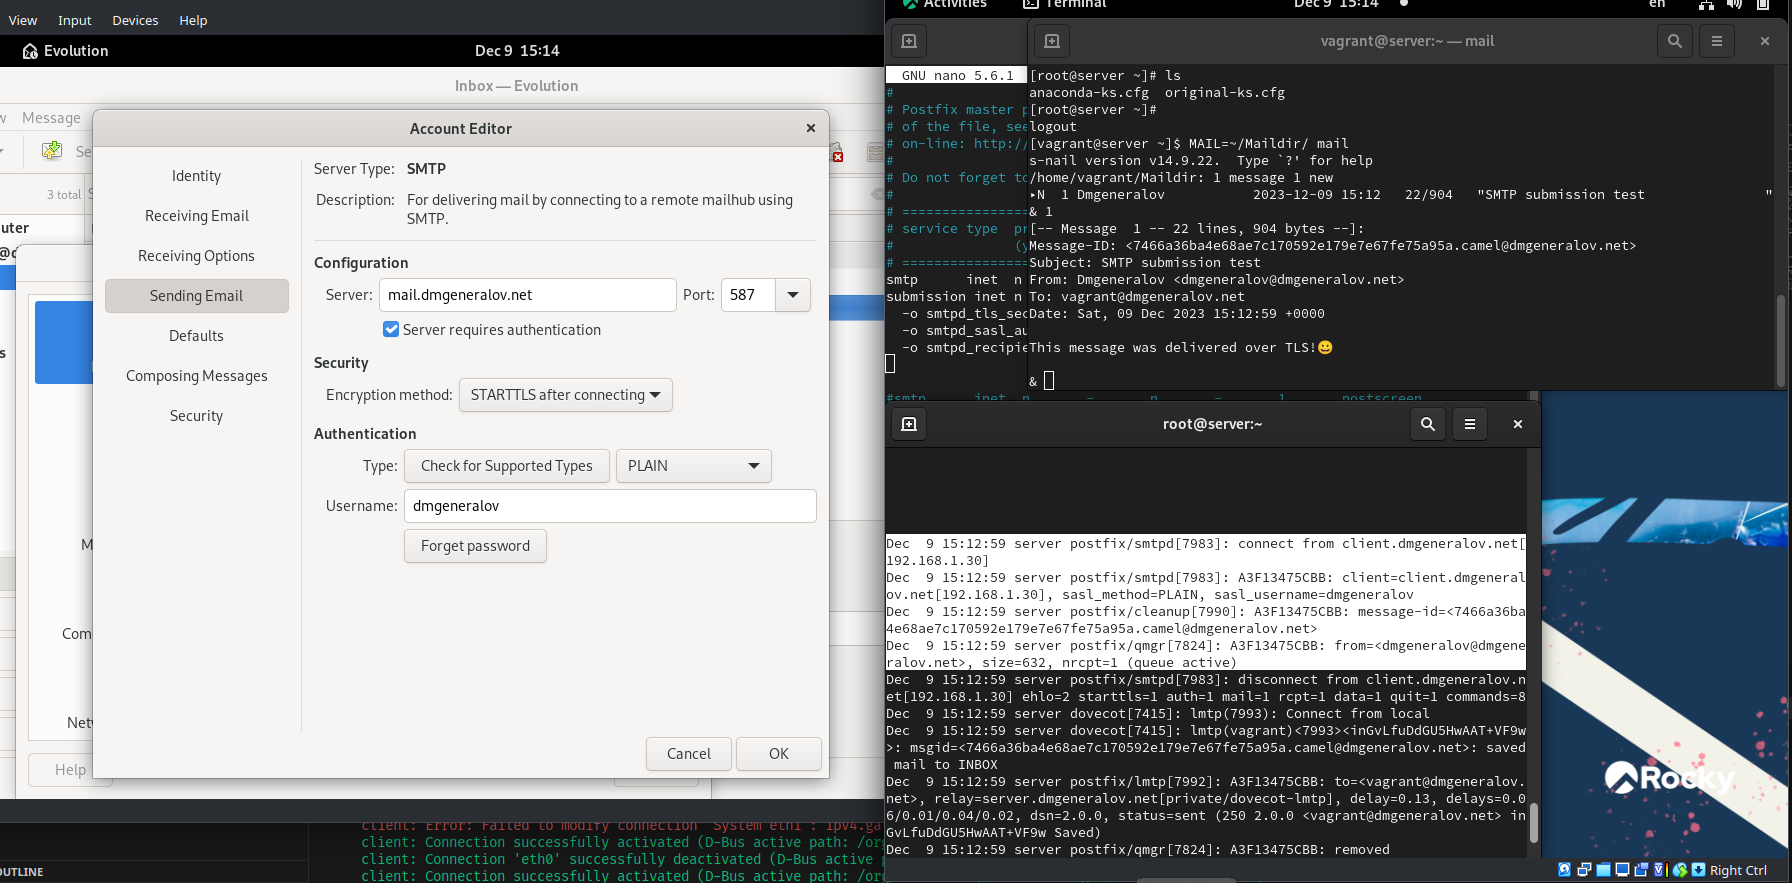 View Input Devices Help
Evolution
Dec 9 15:14
Inbox — Evolution
w Message
Se
3 total S
uter
@d
s
M
Com
Netw
Help
Account Editor
Identity
Receiving Email
Receiving Options
Sending Email
Defaults
Composing Messages
Security
Server Type: SMTP
Description: For delivering mail by connecting to a remote mailhub using
SMTP.
Configuration
Server: mail.dmgeneralov.net Port: 587
Server requires authentication
Security
Encryption method: STARTTLS after connecting
Authentication
Type: Check for Supported Types PLAIN
Username: dmgeneralov
Forget password
Cancel OK
client: Error: Failed to modify connection 'System eth1': ipv4.ga
client: Connection successfully activated (D-Bus active path: /or
client: Connection 'eth0' successfully deactivated (D-Bus active p
client: Connection successfully activated (D-Bus active path: /or
OUTLINE
Activities Terminal Dec 9 15:14 en
GNU nano 5.6.1
#
# Postfix master p
# of the file, see
# on-line: http://
#
# Do not forget to
#
# ================
# service type  pr
#               (y
# ================
smtp      inet  n
submission inet n
-o smtpd_tls_sec
-o smtpd_sasl_au
-o smtpd_recipie
#smtp      inet  n       -       n       -       1       postscreen
vagrant@server:~ — mail
[root@server ~]# ls
anaconda-ks.cfg  original-ks.cfg
[root@server ~]#
logout
[vagrant@server ~]$ MAIL=~/Maildir/ mail
s-nail version v14.9.22.  Type `?' for help
/home/vagrant/Maildir: 1 message 1 new
▸N  1 Dmgeneralov           2023-12-09 15:12   22/904   "SMTP submission test               "
& 1
[-- Message  1 -- 22 lines, 904 bytes --]:
Message-ID: <7466a36ba4e68ae7c170592e179e7e67fe75a95a.camel@dmgeneralov.net>
Subject: SMTP submission test
From: Dmgeneralov <dmgeneralov@dmgeneralov.net>
To: vagrant@dmgeneralov.net
Date: Sat, 09 Dec 2023 15:12:59 +0000
This message was delivered over TLS!😀
&
root@server:~
Dec  9 15:12:59 server postfix/smtpd[7983]: connect from client.dmgeneralov.net[
192.168.1.30]
Dec  9 15:12:59 server postfix/smtpd[7983]: A3F13475CBB: client=client.dmgeneral
ov.net[192.168.1.30], sasl_method=PLAIN, sasl_username=dmgeneralov
Dec  9 15:12:59 server postfix/cleanup[7990]: A3F13475CBB: message-id=<7466a36ba
4e68ae7c170592e179e7e67fe75a95a.camel@dmgeneralov.net>
Dec  9 15:12:59 server postfix/qmgr[7824]: A3F13475CBB: from=<dmgeneralov@dmgene
ralov.net>, size=632, nrcpt=1 (queue active)
Dec  9 15:12:59 server postfix/smtpd[7983]: disconnect from client.dmgeneralov.n
et[192.168.1.30] ehlo=2 starttls=1 auth=1 mail=1 rcpt=1 data=1 quit=1 commands=8
Dec  9 15:12:59 server dovecot[7415]: lmtp(7993): Connect from local
Dec  9 15:12:59 server dovecot[7415]: lmtp(vagrant)<7993><inGvLfuDdGU5HwAAT+VF9w
>: msgid=<7466a36ba4e68ae7c170592e179e7e67fe75a95a.camel@dmgeneralov.net>: saved
mail to INBOX
Dec  9 15:12:59 server postfix/lmtp[7992]: A3F13475CBB: to=<vagrant@dmgeneralov.
net>, relay=server.dmgeneralov.net[private/dovecot-lmtp], delay=0.13, delays=0.0
6/0.01/0.04/0.02, dsn=2.0.0, status=sent (250 2.0.0 <vagrant@dmgeneralov.net> in
GvLfuDdGU5HwAAT+VF9w Saved)
Dec  9 15:12:59 server postfix/qmgr[7824]: A3F13475CBB: removed
Rocky
Right Ctrl